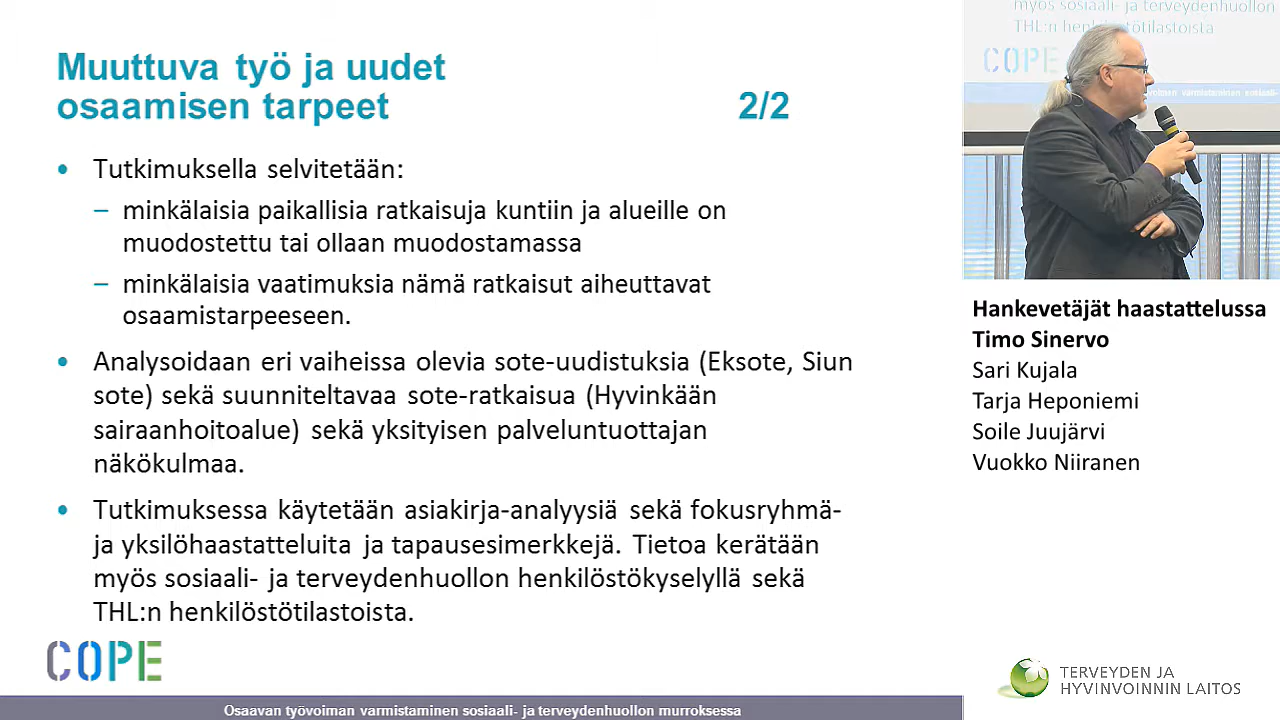 Muuttuva työ ja uudet
osaamisen tarpeet 2/2
• Tutkimuksella selvitetään:
– minkälaisia paikallisia ratkaisuja kuntiin ja alueille on
muodostettu tai ollaan muodostamassa
– minkälaisia vaatimuksia nämä ratkaisut aiheuttavat
osaamistarpeeseen.
• Analysoidaan eri vaiheissa olevia sote-uudistuksia (Eksote, Siun
sote) sekä suunniteltavaa sote-ratkaisua (Hyvinkään
sairaanhoitoalue) sekä yksityisen palveluntuottajan
näkökulmaa.
• Tutkimuksessa käytetään asiakirja-analyysiä sekä fokusryhmä-
ja yksilöhaastatteluita ja tapausesimerkkejä. Tietoa kerätään
myös sosiaali- ja terveydenhuollon henkilöstökyselyllä sekä
THL:n henkilöstötilastoista.
COPE
Osaavan työvoiman varmistaminen sosiaali- ja terveydenhuollon murroksessa
myös sosiaali- ja terveydenhuollon
THL:n henkilöstötilastoista
COPE
varmistaminen sosiaali-
Hankevetäjät haastattelussa
Timo Sinervo
Sari Kujala
Tarja Heponiemi
Soile Juujärvi
Vuokko Niiranen
TERVEYDEN JA
HYVINVOINNIN LAITOS